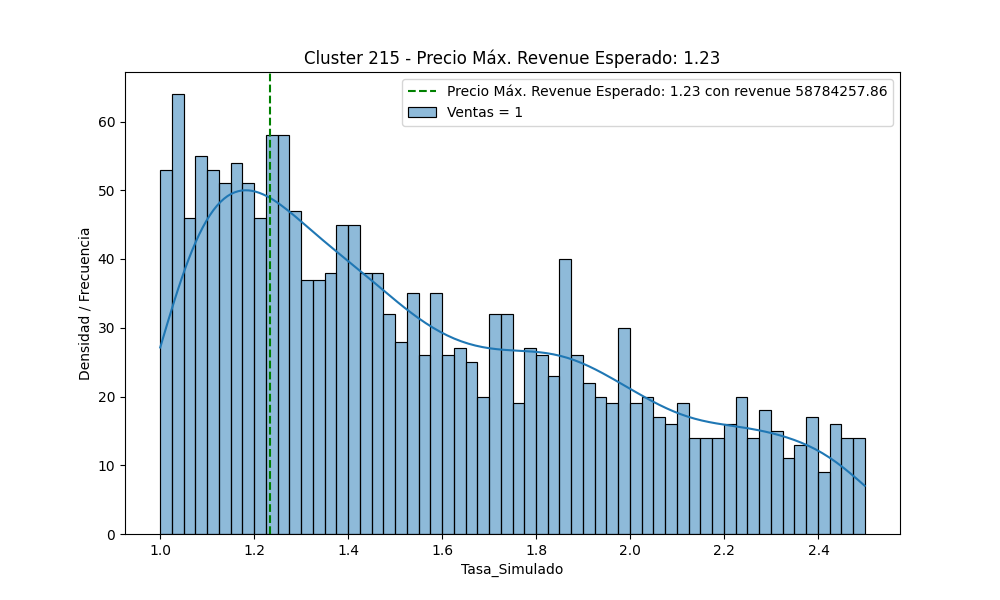 Cluster 215 - Precio Máx. Revenue Esperado: 1.23
Precio Máx. Revenue Esperado: 1.23 con revenue 58784257.86
Ventas = 1
Densidad / Frecuencia
60
50
40
30
20
10
0
1.0 1.2 1.4 1.6 1.8 2.0 2.2 2.4
Tasa_Simulado